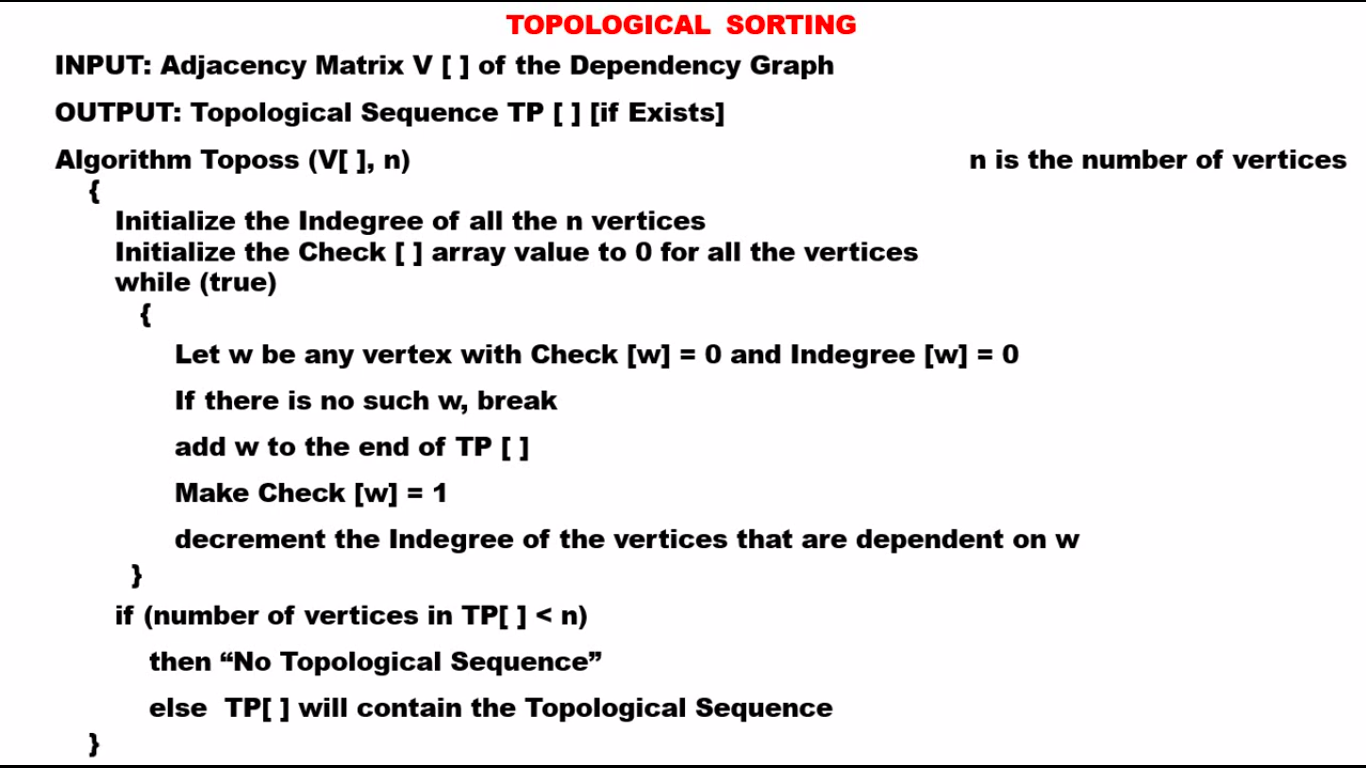 TOPOLOGICAL SORTING
INPUT: Adjacency Matrix V [ ] of the Dependency Graph
OUTPUT: Topological Sequence TP [ ] [if Exists]
Algorithm Toposs (V[ ], n)
n is the number of vertices
{
Initialize the Indegree of all the n vertices
Initialize the Check [ ] array value to 0 for all the vertices
while (true)
{
Let w be any vertex with Check [w] = 0 and Indegree [w] = 0
If there is no such w, break
add w to the end of TP [ ]
Make Check [w] = 1
decrement the Indegree of the vertices that are dependent on w
}
if (number of vertices in TP[ ] < n)
then “No Topological Sequence”
else TP[ ] will contain the Topological Sequence
}